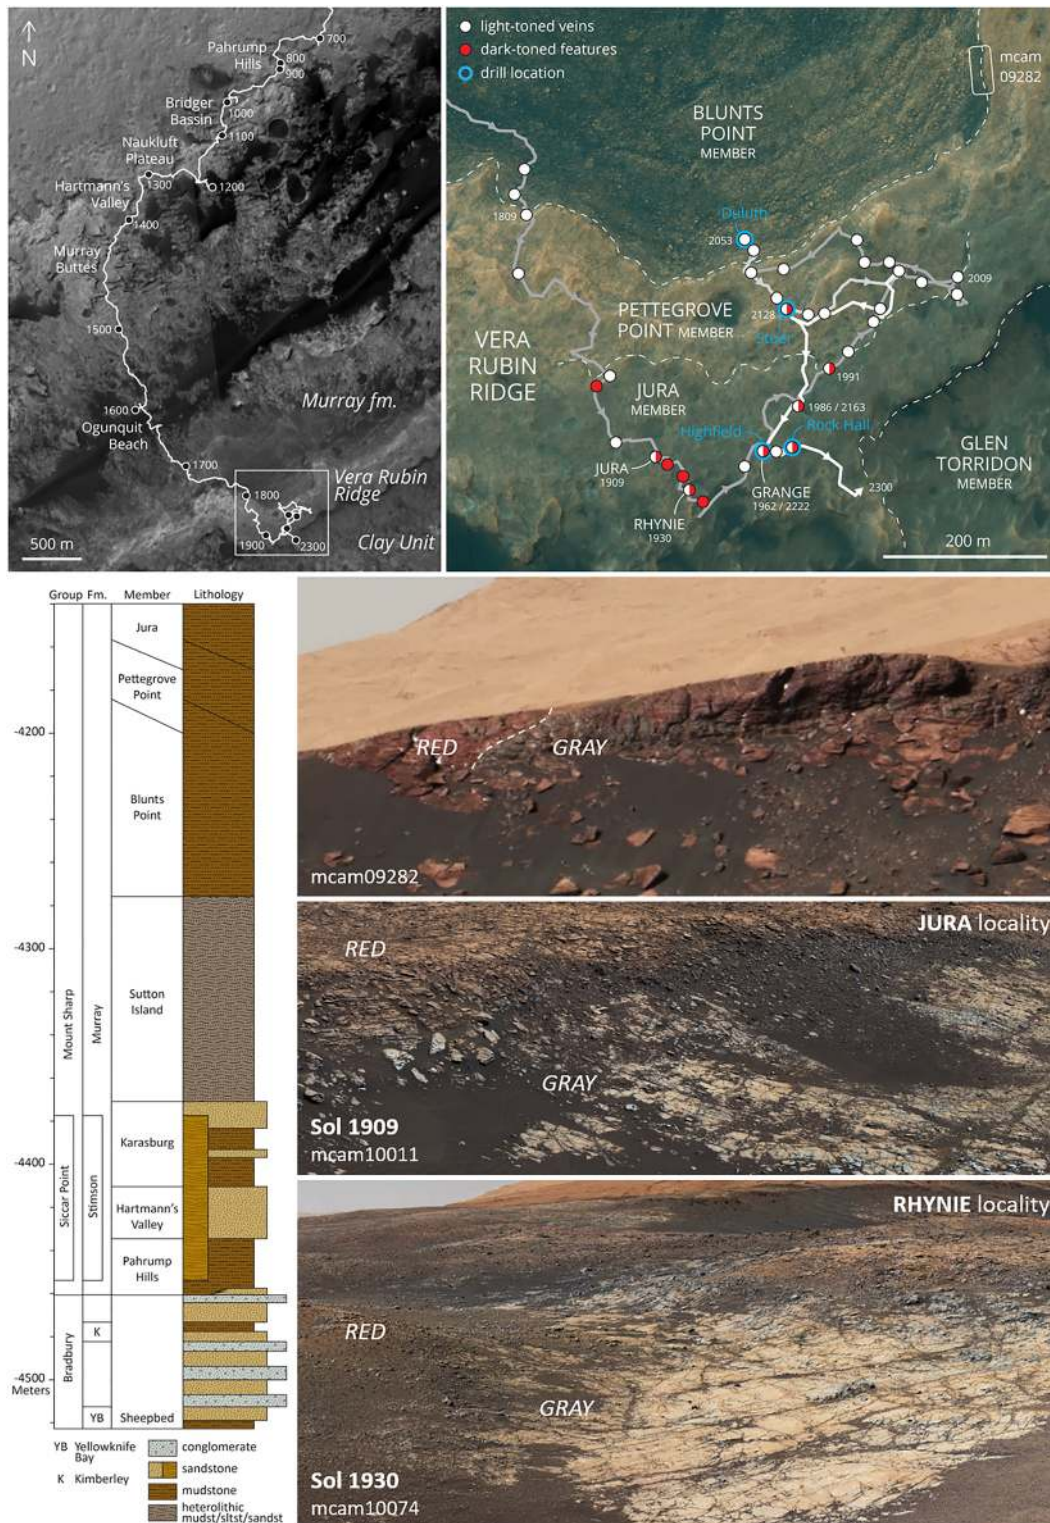 N
700
Pahrump
Hills
800
900
Bridger
Bassin
1000
1100
Naukluft
Plateau
1300
1200
Hartmann's
Valley
1400
Murray
Buttes
1500
1600
Ogunquit
Beach
Murray fm.
1700
Vera Rubin
Ridge
1800
1900
2300
Clay Unit
500 m
light-toned veins
dark-toned features
drill location
mcam
09282
BLUNTS
POINT
MEMBER
1809
Duluth
2053
2009
PETTEGROVE
POINT MEMBER
2128
Stoer
VERA
RUBIN
RIDGE
1991
JURA
MEMBER
1986 / 2163
Highfield
Rock Hall
GLEN
TORRIDON
MEMBER
JURA
1909
GRANGE
1962 / 2222
2300
RHYNIE
1930
200 m
Group Fm. Member Lithology
Jura
Pettegrove
Point
-4200
Blunts
Point
-4300
Sutton
Island
Mount Sharp
Murray
Karasburg
-4400
Siccar Point
Stimson
Hartmann's
Valley
Pahrump
Hills
Bradbury
K
-4500
Meters
YB
Sheepbed
YB Yellowknife
Bay
K Kimberley
conglomerate
sandstone
mudstone
heterolithic
mudst/sltst/sandst
RED
GRAY
mcam09282
JURA locality
RED
GRAY
Sol 1909
mcam10011
RHYNIE locality
RED
GRAY
Sol 1930
mcam10074